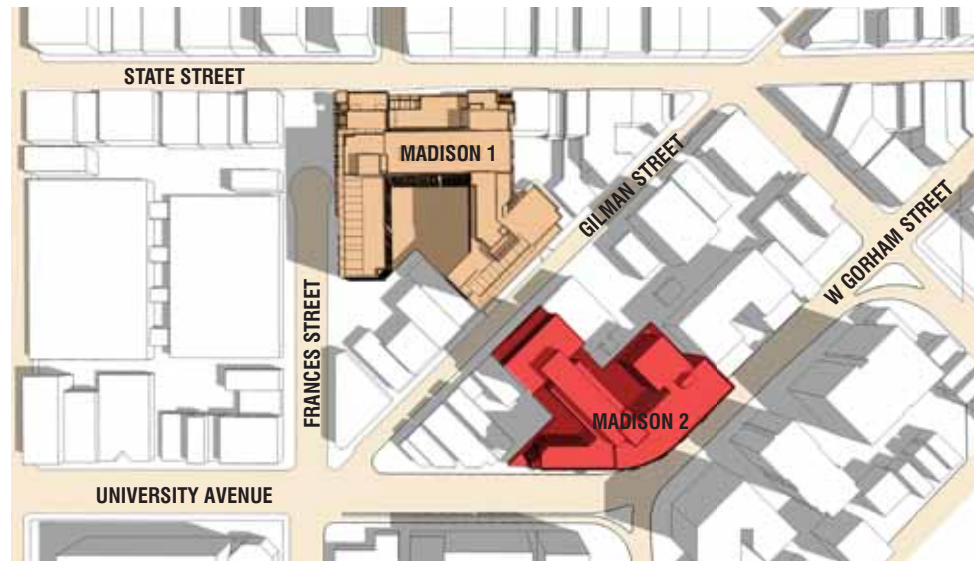 STATE STREET
MADISON 1
GILMAN STREET
W GORHAM STREET
FRANCES STREET
MADISON 2
UNIVERSITY AVENUE